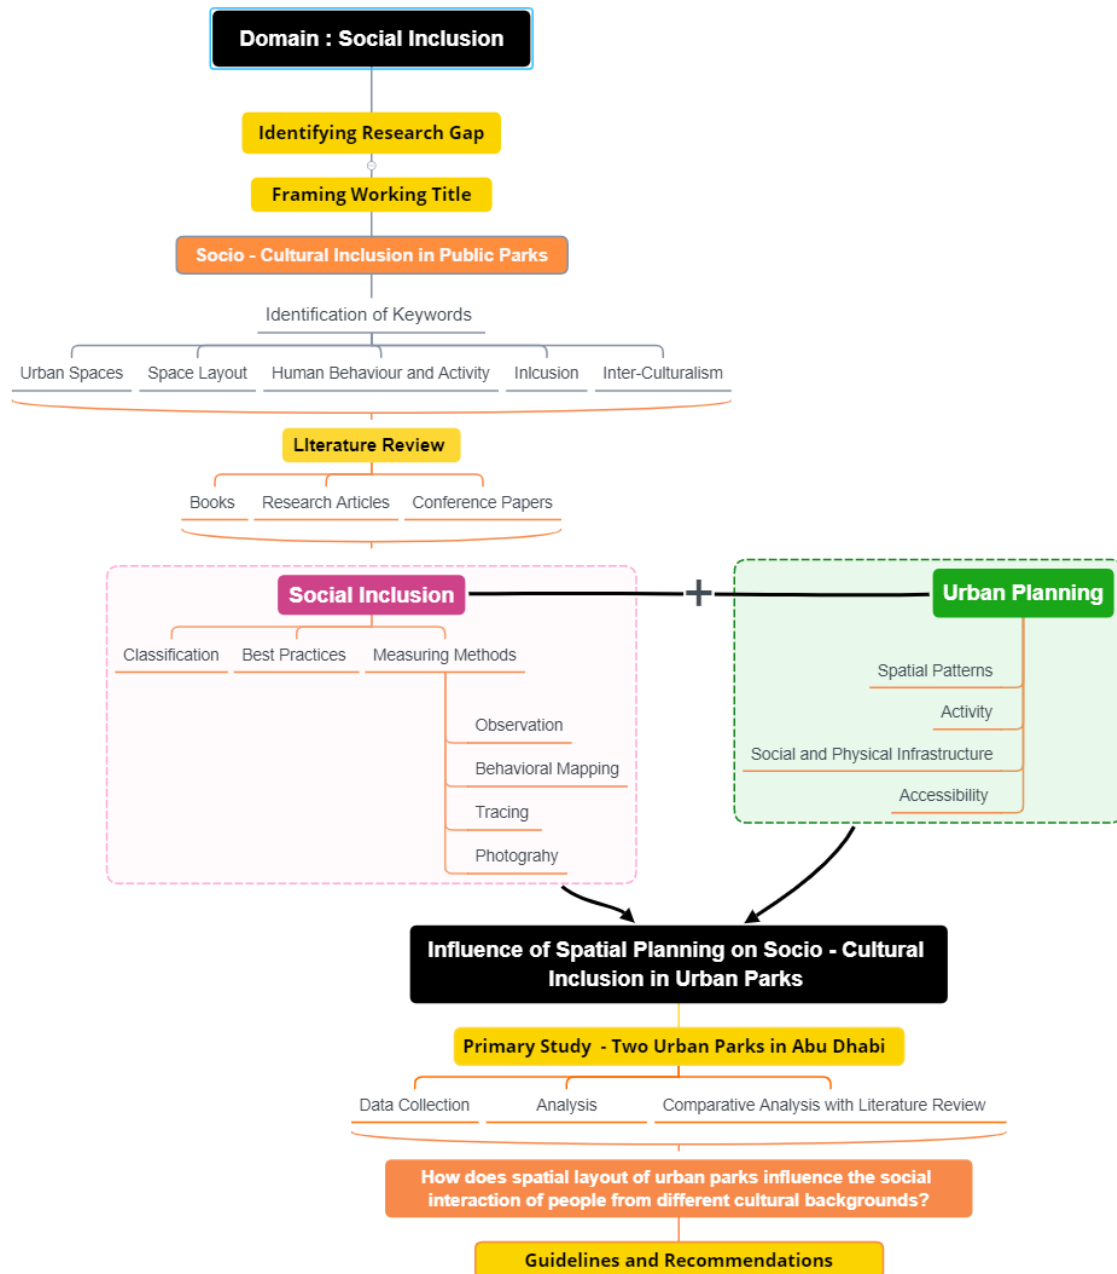 Domain : Social Inclusion
Identifying Research Gap
Framing Working Title
Socio - Cultural Inclusion in Public Parks
Identification of Keywords
Urban Spaces
Space Layout
Human Behaviour and Activity
Inlcusion
Inter-Culturalism
LIterature Review
Books
Research Articles
Conference Papers
Social Inclusion
+
Urban Planning
Classification
Best Practices
Measuring Methods
Observation
Behavioral Mapping
Tracing
Photograhy
Spatial Patterns
Activity
Social and Physical Infrastructure
Accessibility
Influence of Spatial Planning on Socio - Cultural
Inclusion in Urban Parks
Primary Study  - Two Urban Parks in Abu Dhabi
Data Collection
Analysis
Comparative Analysis with Literature Review
How does spatial layout of urban parks influence the social
interaction of people from different cultural backgrounds?
Guidelines and Recommendations